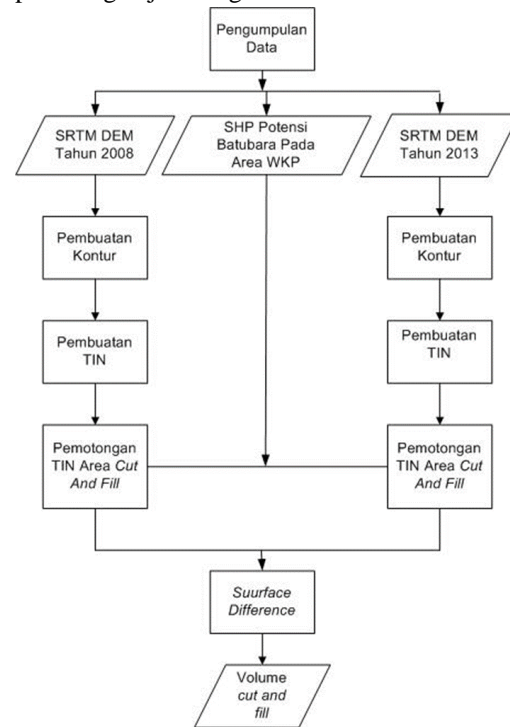 Pengumpulan
Data
SRTM DEM
Tahun 2008
SHP Potensi
Batubara Pada
Area WKP
SRTM DEM
Tahun 2013
Pembuatan
Kontur
Pembuatan
Kontur
Pembuatan
TIN
Pembuatan
TIN
Pemotongan
TIN Area Cut
And Fill
Pemotongan
TIN Area Cut
And Fill
Suurface
Difference
Volume
cut and
fill